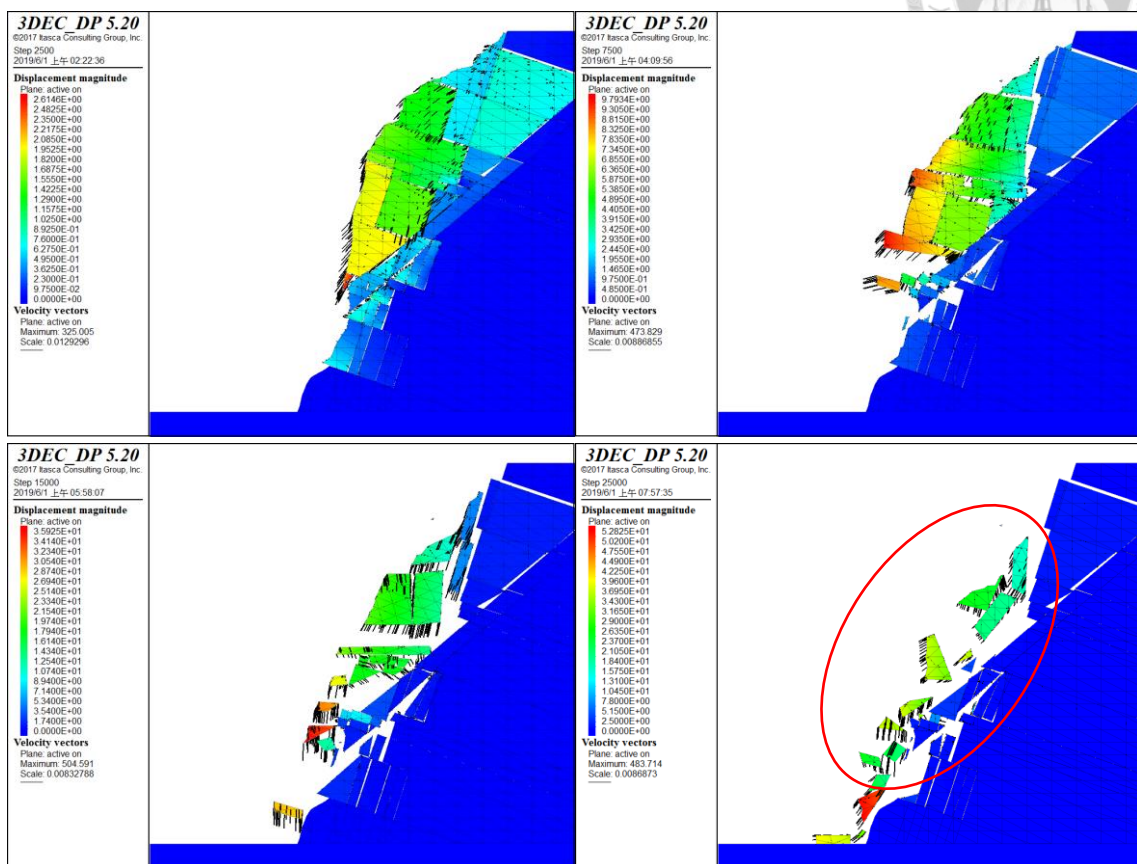 3DEC_DP 5.20
©2017 Itasca Consulting Group, Inc.
Step 2500
2019/6/1 上午 02:22:36
Displacement magnitude
Plane: active on
2.6146E+00
2.4825E+00
2.3500E+00
2.2175E+00
2.0850E+00
1.9525E+00
1.8200E+00
1.6875E+00
1.5550E+00
1.4225E+00
1.2900E+00
1.1575E+00
1.0250E+00
8.9250E-01
7.6000E-01
6.2750E-01
4.9500E-01
3.6250E-01
2.3000E-01
9.7500E-02
0.0000E+00
Velocity vectors
Plane: active on
Maximum: 325.005
Scale: 0.0129296
3DEC_DP 5.20
©2017 Itasca Consulting Group, Inc.
Step 7500
2019/6/1 上午 04:09:56
Displacement magnitude
Plane: active on
9.7934E+00
9.3050E+00
8.8150E+00
8.3250E+00
7.8350E+00
7.3450E+00
6.8550E+00
6.3650E+00
5.8750E+00
5.3850E+00
4.8950E+00
4.4050E+00
3.9150E+00
3.4250E+00
2.9350E+00
2.4450E+00
1.9550E+00
1.4650E+00
9.7500E-01
4.8500E-01
0.0000E+00
Velocity vectors
Plane: active on
Maximum: 473.829
Scale: 0.00886855
3DEC_DP 5.20
©2017 Itasca Consulting Group, Inc.
Step 15000
2019/6/1 上午 05:58:07
Displacement magnitude
Plane: active on
3.5925E+01
3.4140E+01
3.2340E+01
3.0540E+01
2.8740E+01
2.6940E+01
2.5140E+01
2.3340E+01
2.1540E+01
1.9740E+01
1.7940E+01
1.6140E+01
1.4340E+01
1.2540E+01
1.0740E+01
8.9400E+00
7.1400E+00
5.3400E+00
3.5400E+00
1.7400E+00
0.0000E+00
Velocity vectors
Plane: active on
Maximum: 504.591
Scale: 0.00832788
3DEC_DP 5.20
©2017 Itasca Consulting Group, Inc.
Step 25000
2019/6/1 上午 07:57:35
Displacement magnitude
Plane: active on
5.2825E+01
5.0200E+01
4.7550E+01
4.4900E+01
4.2250E+01
3.9600E+01
3.6950E+01
3.4300E+01
3.1650E+01
2.9000E+01
2.6350E+01
2.3700E+01
2.1050E+01
1.8400E+01
1.5750E+01
1.3100E+01
1.0450E+01
7.8000E+00
5.1500E+00
2.5000E+00
0.0000E+00
Velocity vectors
Plane: active on
Maximum: 483.714
Scale: 0.0086873